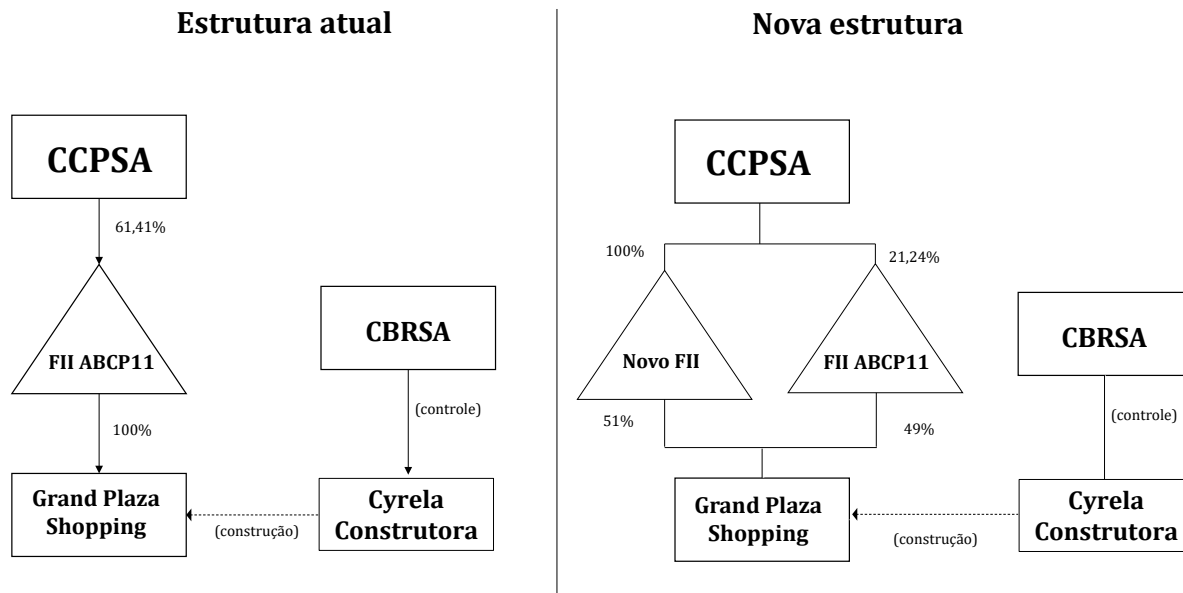 Estrutura atual
CCPSA
61,41%
FII ABCP11
100%
Grand Plaza
Shopping
CBRSA
(controle)
Cyrela
Construtora
(construção)
Nova estrutura
CCPSA
100%
21,24%
Novo FII
FII ABCP11
51%
49%
Grand Plaza
Shopping
CBRSA
(controle)
Cyrela
Construtora
(construção)